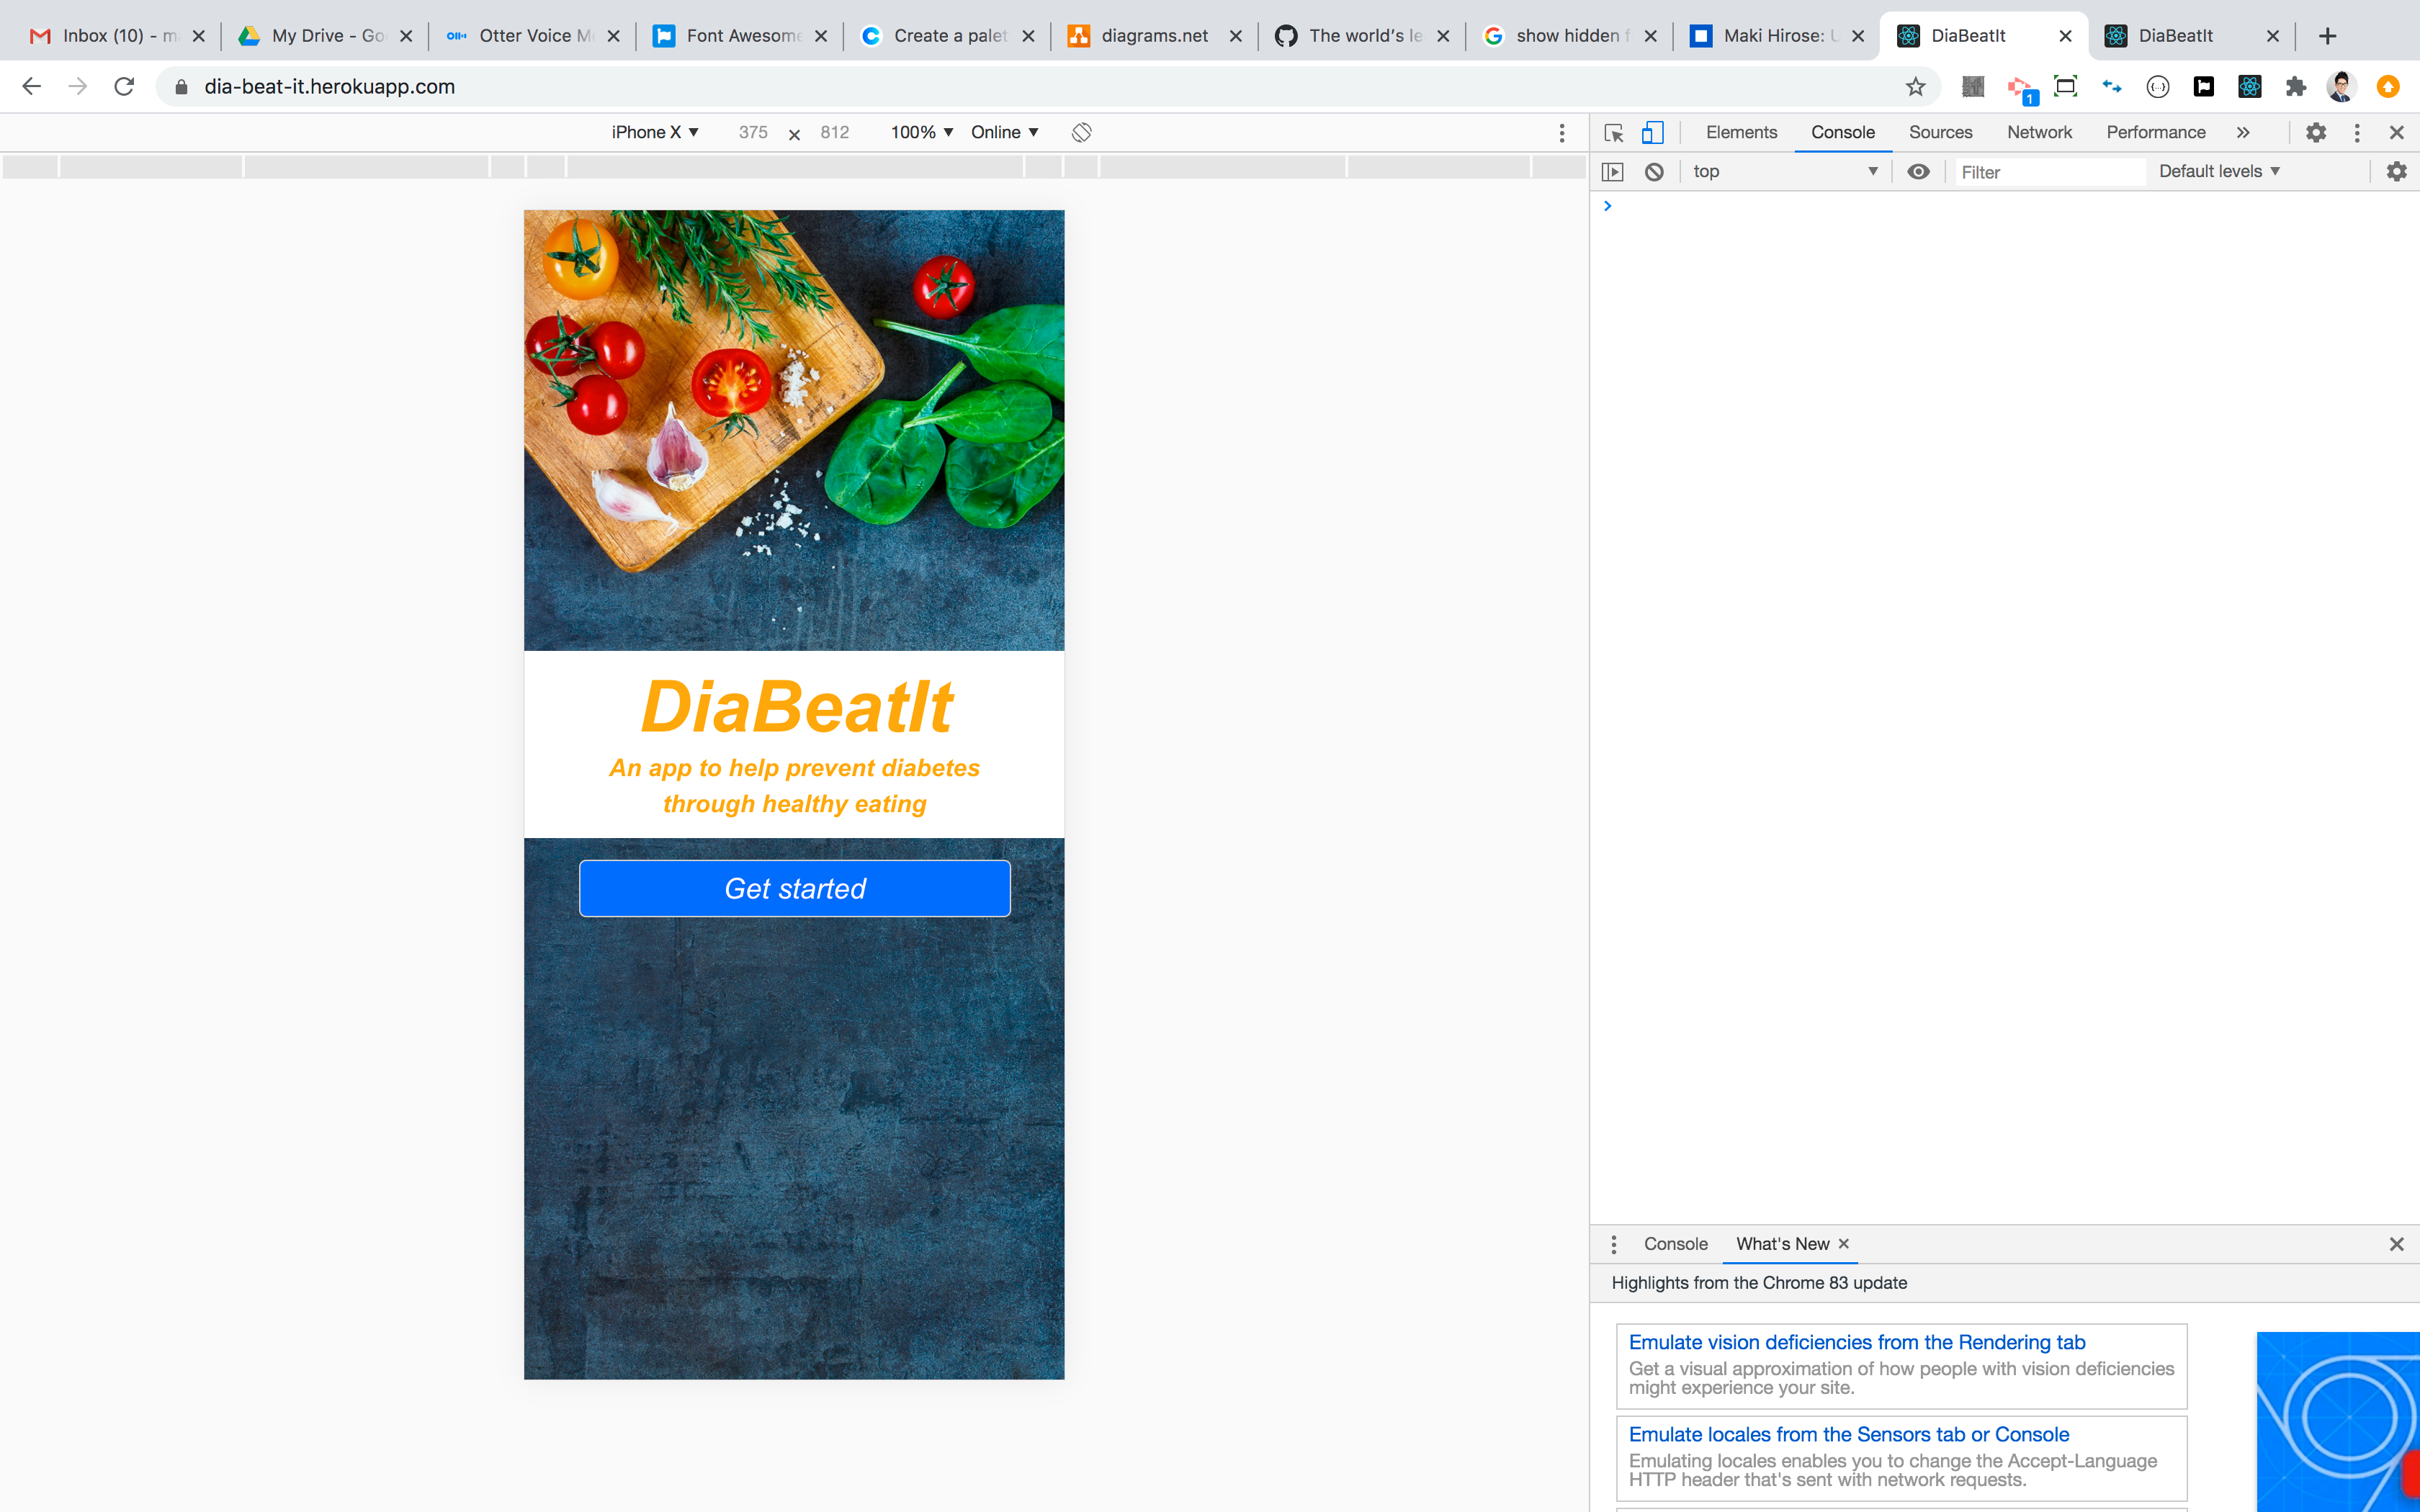 Inbox (10) - m
My Drive - Go
Otter Voice M
Font Awesome
Create a palet
diagrams.net
The world's le
show hidden f
Maki Hirose: U
DiaBeatIt
DiaBeatIt
dia-beat-it.herokuapp.com
1
iPhone X
375
812
100%
Online
Elements
Console
Sources
Network
Performance
top
Filter
Default levels
DiaBeatIt
An app to help prevent diabetes
through healthy eating
Get started
Console
What's New
Highlights from the Chrome 83 update
Emulate vision deficiencies from the Rendering tab
Get a visual approximation of how people with vision deficiencies
might experience your site.
Emulate locales from the Sensors tab or Console
Emulating locales enables you to change the Accept-Language
HTTP header that's sent with network requests.